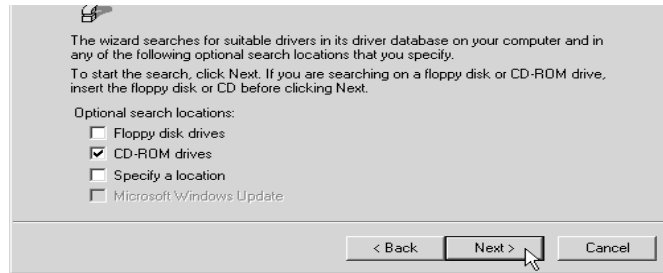 The wizard searches for suitable drivers in its driver database on your computer and in
any of the following optional search locations that you specify.
To start the search, click Next. If you are searching on a floppy disk or CD-ROM drive,
insert the floppy disk or CD before clicking Next.
Optional search locations:
Floppy disk drives
CD-ROM drives
Specify a location
Microsoft Windows Update
< Back Next > Cancel